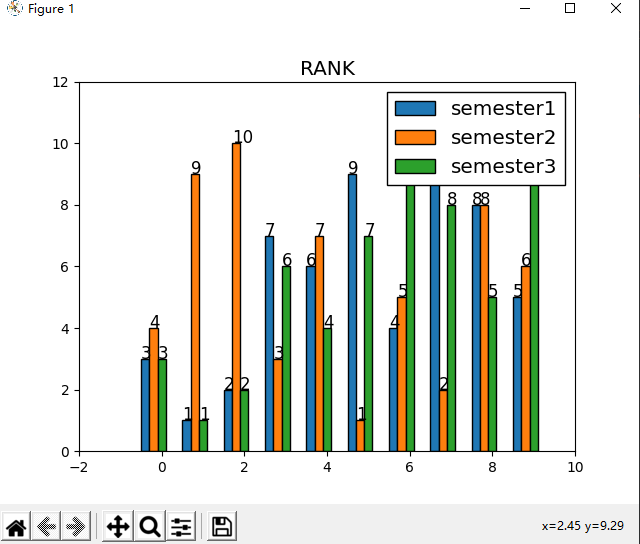 Figure 1
RANK
12
10
8
6
4
2
0
semester1
semester2
semester3
3 4 3
1 9 1
2 10 2
7 3 6
6 7 4
9 1 7
4 5
2 8
8 8 5
5 6
−2 0 2 4 6 8 10
x=2.45 y=9.29